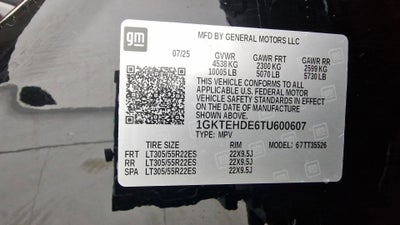 gm
MFD BY GENERAL MOTORS LLC
07/25 GVWR GAWR FRT GAWR RR
4538 KG 2300 KG 2599 KG
10005 LB 5070 LB 5730 LB
THIS VEHICLE CONFORMS TO ALL
APPLICABLE U.S. FEDERAL MOTOR
VEHICLE SAFETY STANDARDS IN
EFFECT ON THE DATE OF MANUFACTURE
SHOWN ABOVE.
1GKTEHDE6TU600607
TYPE: MPV MODEL: 67TT35526
TIRE SIZE RIM
FRT LT305/55R22ES 22X9.5J
RR LT305/55R22ES 22X9.5J
SPA LT305/55R22ES 22X9.5J